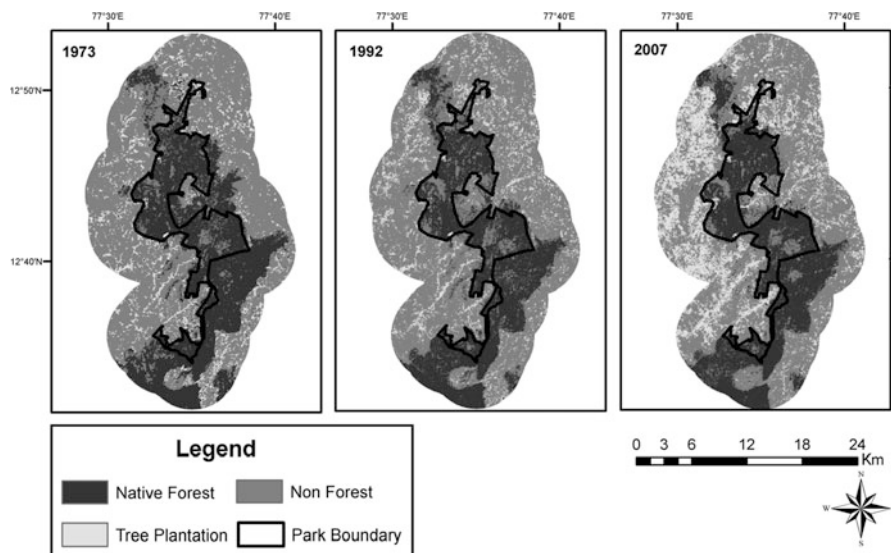 77°30'E 77°40'E 77°30'E 77°40'E 77°30'E 77°40'E
1973 1992 2007
12°50'N
12°40'N
Legend
Native Forest Non Forest
Tree Plantation Park Boundary
0 3 6 12 18 24
Km
N
W E
S